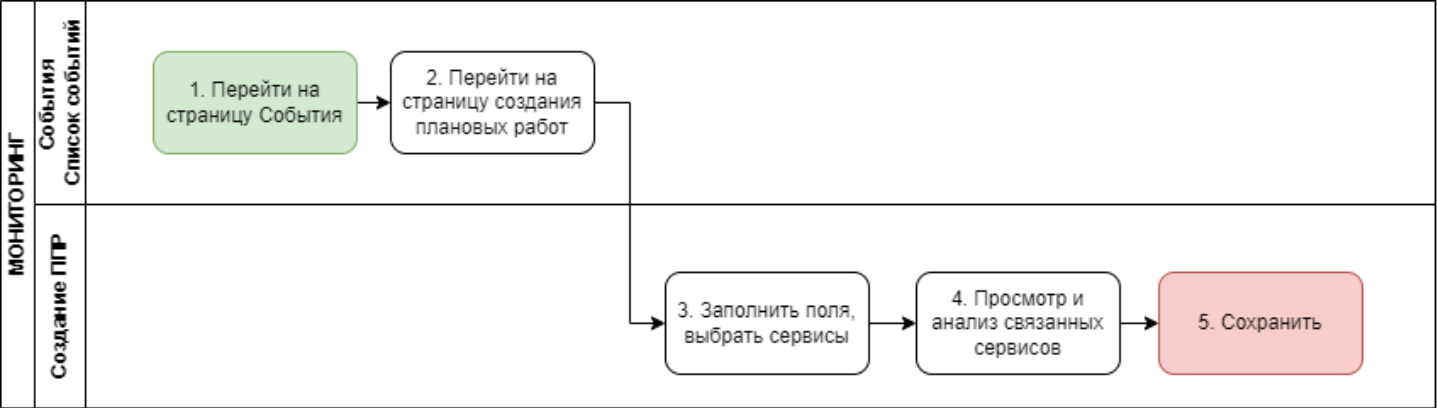 МОНИТОРИНГ
События
Список событий
1. Перейти на
страницу События
2. Перейти на
страницу создания
плановых работ
Создание ППР
3. Заполнить поля,
выбрать сервисы
4. Просмотр и
анализ связанных
сервисов
5. Сохранить